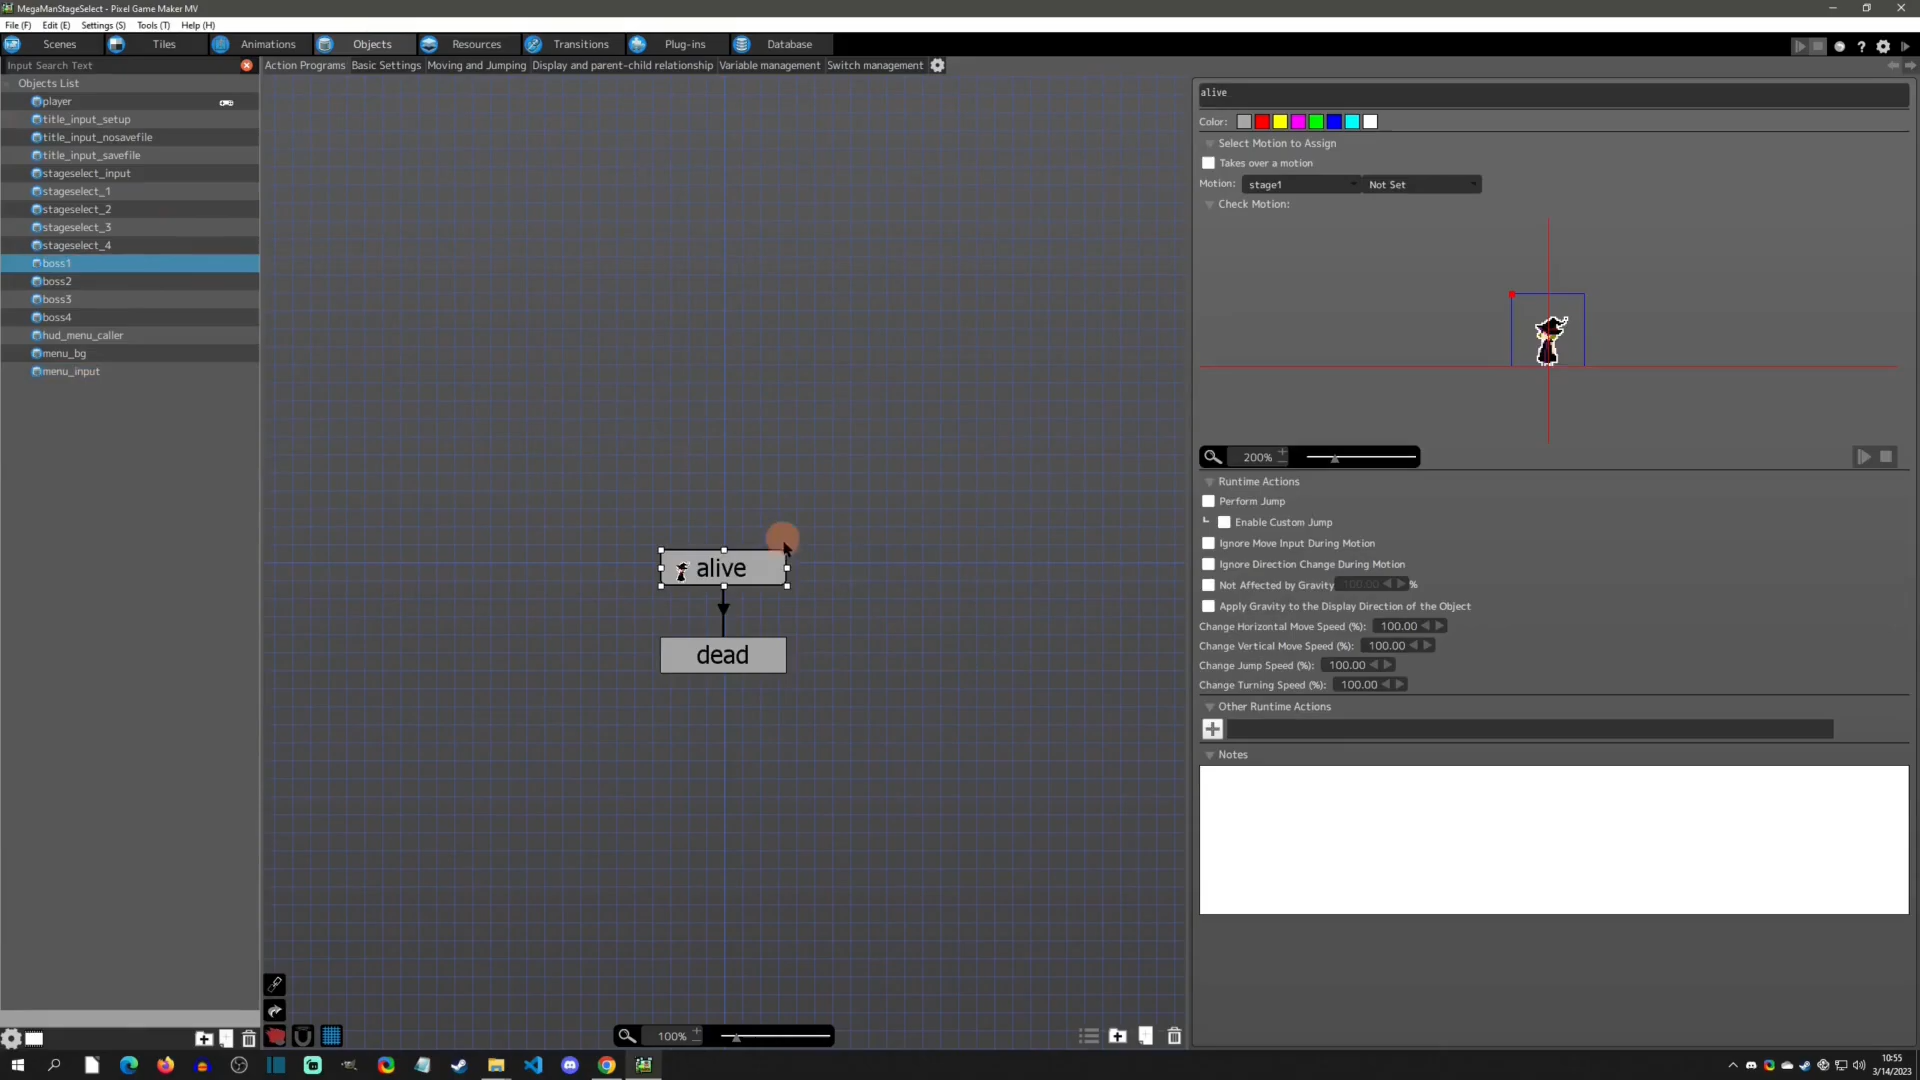 MegaManStageSelect - Pixel Game Maker MV
File (F) Edit (E) Settings (S) Tools (T) Help (H)
Scenes Tiles Animations Objects Resources Transitions Plug-ins Database
Input Search Text
Action Programs Basic Settings Moving and Jumping Display and parent-child relationship Variable management Switch management
Objects List
player
title_input_setup
title_input_nosavefile
title_input_savefile
stageselect_input
stageselect_1
stageselect_2
stageselect_3
stageselect_4
boss1
boss2
boss3
boss4
hud_menu_caller
menu_bg
menu_input
alive
dead
100%
alive
Color:
Select Motion to Assign
Takes over a motion
Motion: stage1 Not Set
Check Motion:
200%
Runtime Actions
Perform Jump
Enable Custom Jump
Ignore Move Input During Motion
Ignore Direction Change During Motion
Not Affected by Gravity 100.00 %
Apply Gravity to the Display Direction of the Object
Change Horizontal Move Speed (%): 100.00
Change Vertical Move Speed (%): 100.00
Change Jump Speed (%): 100.00
Change Turning Speed (%): 100.00
Other Runtime Actions
Notes
10:55
3/14/2023